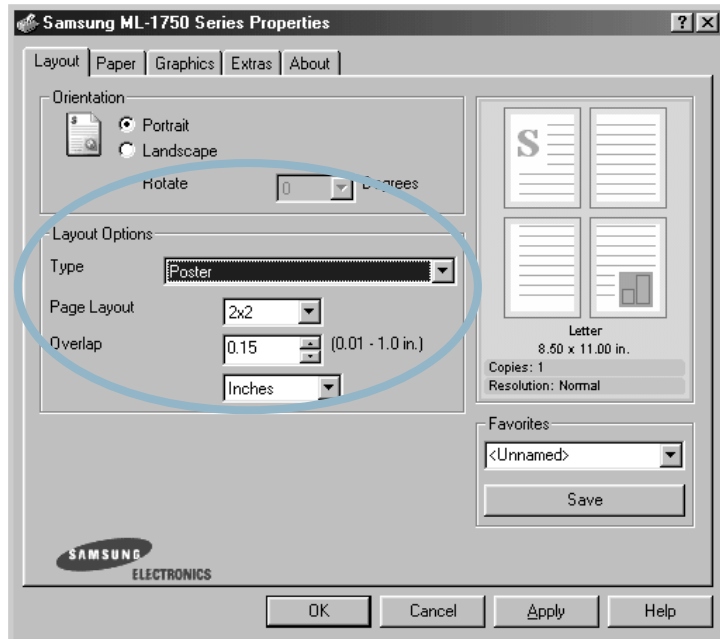 Samsung ML-1750 Series Properties
Layout Paper Graphics Extras About
Orientation
Portrait
Landscape
Rotate 0 Degrees
Layout Options
Type Poster
Page Layout 2x2
Overlap 0.15 (0.01 - 1.0 in.)
Inches
S
Letter
8.50 x 11.00 in.
Copies: 1
Resolution: Normal
Favorites
<Unnamed>
Save
SAMSUNG
ELECTRONICS
OK Cancel Apply Help